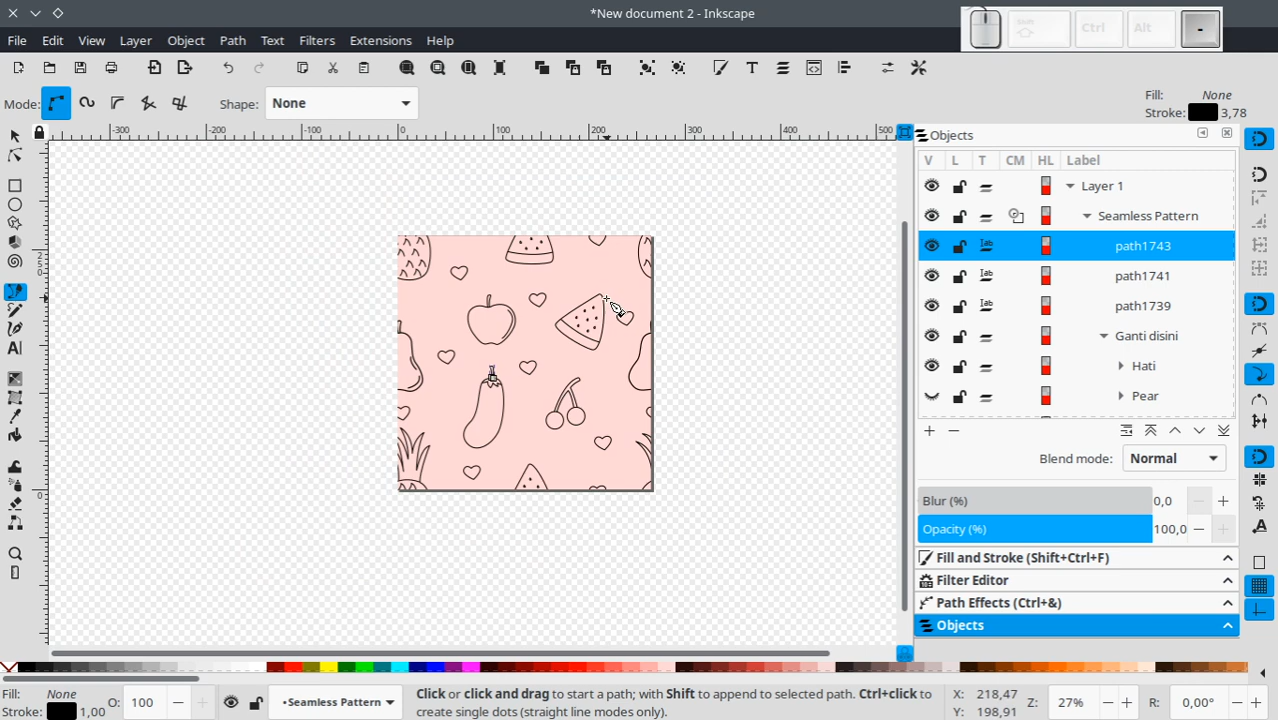 *New document 2 - Inkscape
Shift Ctrl Alt -
File Edit View Layer Object Path Text Filters Extensions Help
Mode: Shape: None
Fill: None
Stroke: 3,78
-300 -200 -100 0 100 200 300 400 500
250
0
Objects
V L T CM HL Label
Layer 1
Seamless Pattern
path1743
path1741
path1739
Ganti disini
Hati
Pear
Blend mode: Normal
Blur (%) 0,0 − +
Opacity (%) 100,0 − +
Fill and Stroke (Shift+Ctrl+F)
Filter Editor
Path Effects (Ctrl+&)
Objects
Fill: None
Stroke: 1,00
O: 100 − +
•Seamless Pattern
Click or click and drag to start a path; with Shift to append to selected path. Ctrl+click to
create single dots (straight line modes only).
X: 218,47
Y: 198,91
Z: 27% − +
R: 0,00° − +